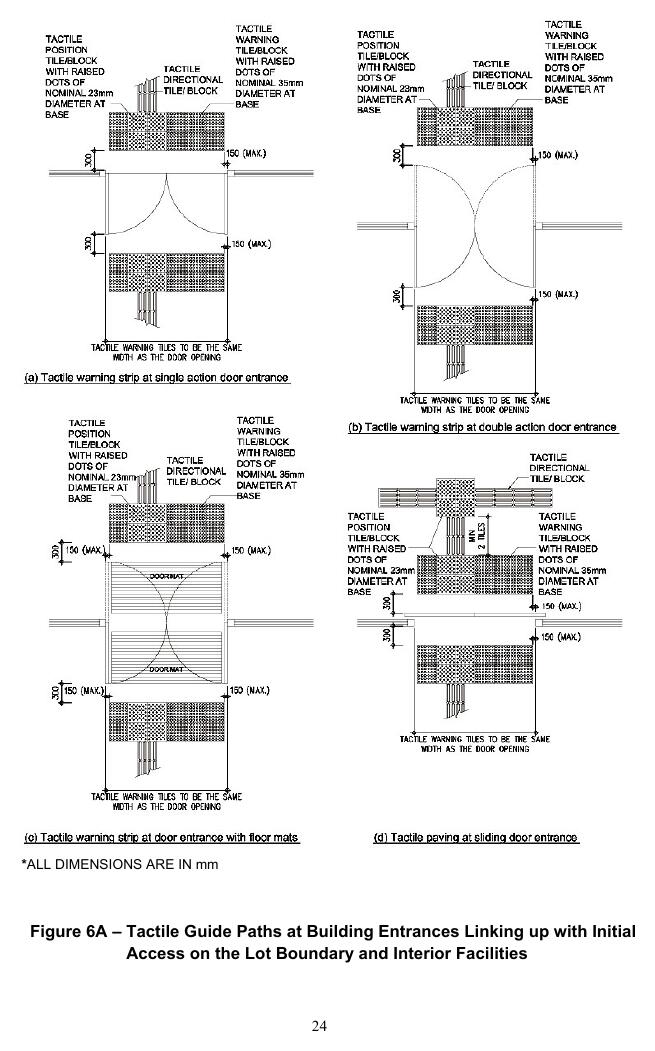 TACTILE
POSITION
TILE/BLOCK
WITH RAISED
DOTS OF
NOMINAL 23mm
DIAMETER AT
BASE
TACTILE
DIRECTIONAL
TILE/ BLOCK
TACTILE
WARNING
TILE/BLOCK
WITH RAISED
DOTS OF
NOMINAL 35mm
DIAMETER AT
BASE
300
150 (MAX.)
300
150 (MAX.)
TACTILE WARNING TILES TO BE THE SAME
WIDTH AS THE DOOR OPENING
(a) Tactile warning strip at single action door entrance
TACTILE
POSITION
TILE/BLOCK
WITH RAISED
DOTS OF
NOMINAL 23mm
DIAMETER AT
BASE
TACTILE
DIRECTIONAL
TILE/ BLOCK
TACTILE
WARNING
TILE/BLOCK
WITH RAISED
DOTS OF
NOMINAL 35mm
DIAMETER AT
BASE
300
150 (MAX.)
300
150 (MAX.)
TACTILE WARNING TILES TO BE THE SAME
WIDTH AS THE DOOR OPENING
(b) Tactile warning strip at double action door entrance
TACTILE
POSITION
TILE/BLOCK
WITH RAISED
DOTS OF
NOMINAL 23mm
DIAMETER AT
BASE
TACTILE
DIRECTIONAL
TILE/ BLOCK
TACTILE
WARNING
TILE/BLOCK
WITH RAISED
DOTS OF
NOMINAL 35mm
DIAMETER AT
BASE
300
150 (MAX.)
150 (MAX.)
DOORMAT
DOORMAT
300
150 (MAX.)
150 (MAX.)
TACTILE WARNING TILES TO BE THE SAME
WIDTH AS THE DOOR OPENING
(c) Tactile warning strip at door entrance with floor mats
TACTILE
DIRECTIONAL
TILE/ BLOCK
TACTILE
POSITION
TILE/BLOCK
WITH RAISED
DOTS OF
NOMINAL 23mm
DIAMETER AT
BASE
MIN
2 TILES
TACTILE
WARNING
TILE/BLOCK
WITH RAISED
DOTS OF
NOMINAL 35mm
DIAMETER AT
BASE
300
150 (MAX.)
300
150 (MAX.)
TACTILE WARNING TILES TO BE THE SAME
WIDTH AS THE DOOR OPENING
(d) Tactile paving at sliding door entrance
*ALL DIMENSIONS ARE IN mm
Figure 6A – Tactile Guide Paths at Building Entrances Linking up with Initial
Access on the Lot Boundary and Interior Facilities
24